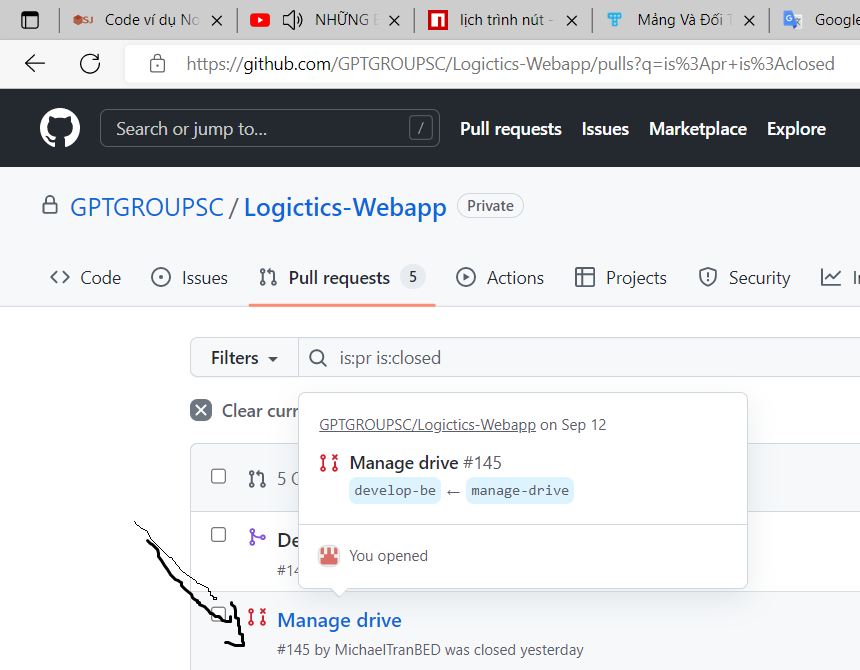 SJ Code ví dụ No
NHỮNG
lịch trình nút -
Mảng Và Đối T
Google
https://github.com/GPTGROUPSC/Logictics-Webapp/pulls?q=is%3Apr+is%3Aclosed
Search or jump to... /
Pull requests Issues Marketplace Explore
GPTGROUPSC / Logictics-Webapp Private
Code Issues Pull requests 5 Actions Projects Security
Filters is:pr is:closed
Clear curr
GPTGROUPSC/Logictics-Webapp on Sep 12
Manage drive #145
develop-be ← manage-drive
5
De
You opened
#14
Manage drive
#145 by MichaelTranBED was closed yesterday